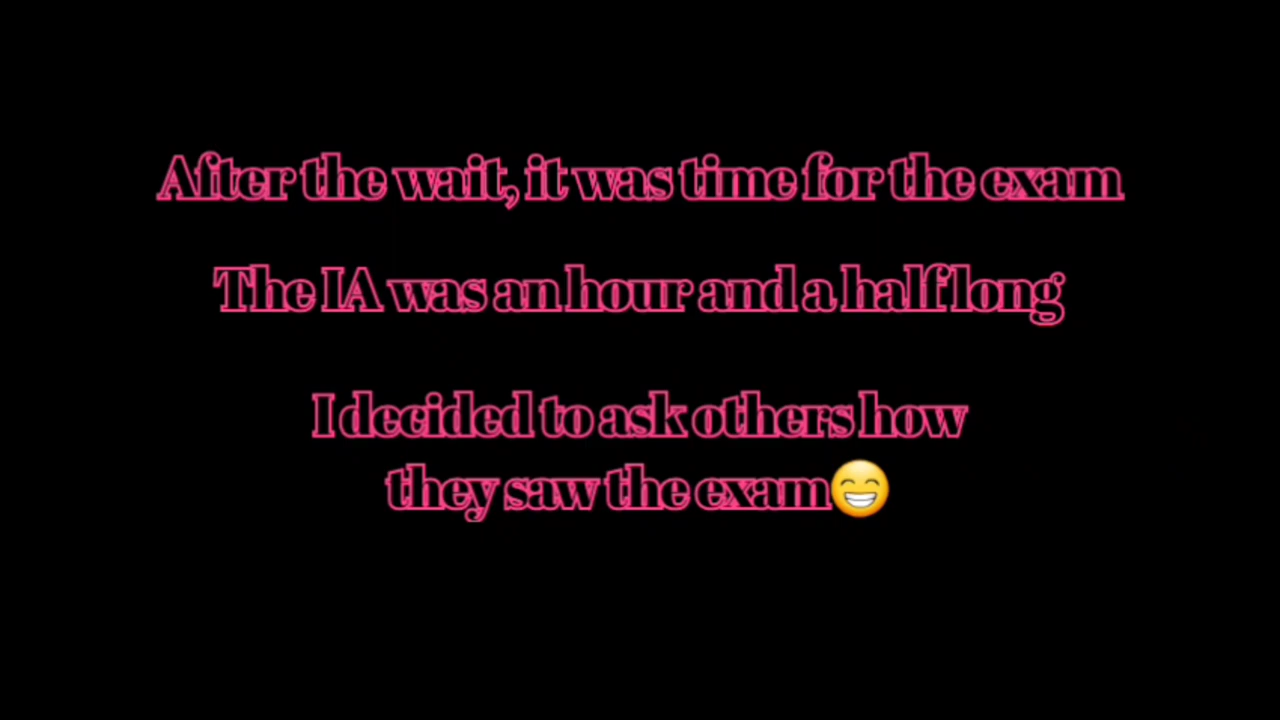 After the wait, it was time for the exam
The IA was an hour and a half long
I decided to ask others how
they saw the exam😁